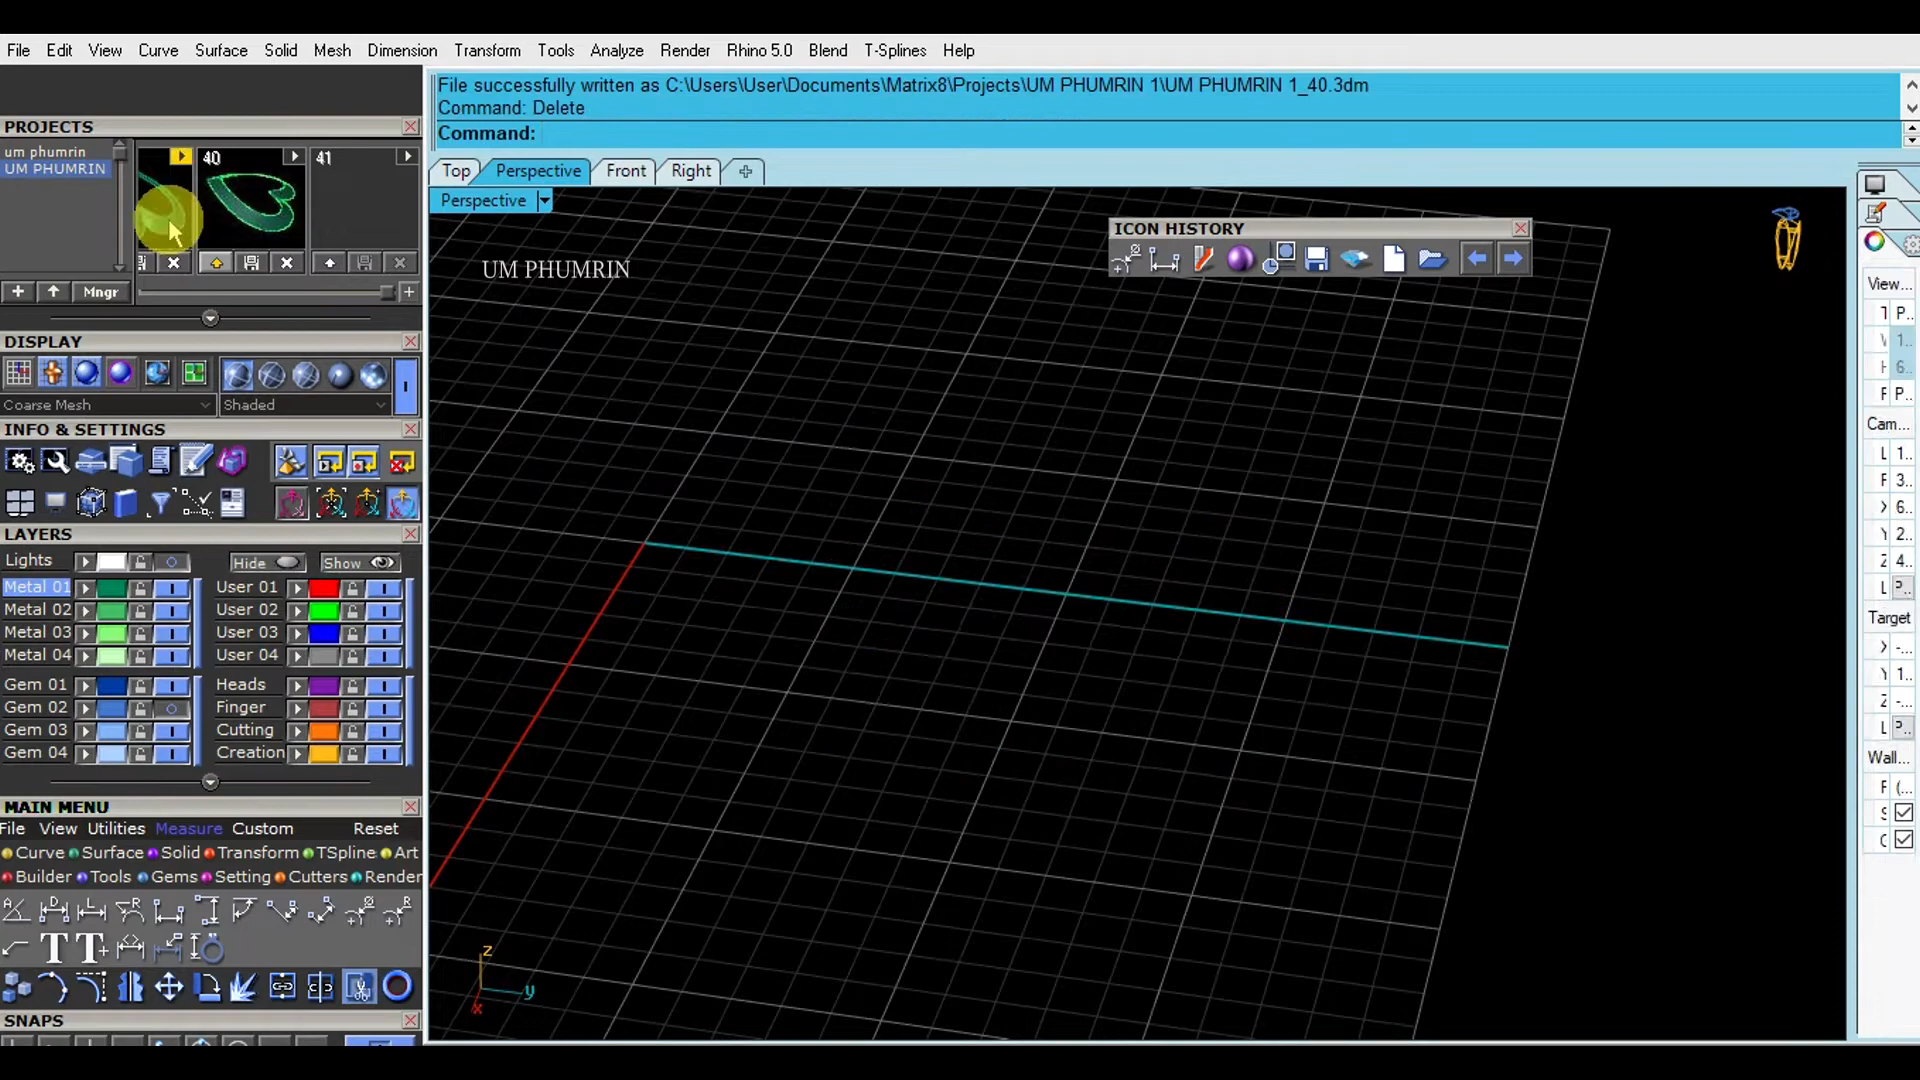 File Edit View Curve Surface Solid Mesh Dimension Transform Tools Analyze Render Rhino 5.0 Blend T-Splines Help
File successfully written as C:\Users\User\Documents\Matrix8\Projects\UM PHUMRIN 1\UM PHUMRIN 1_40.3dm
Command: Delete
Command:
PROJECTS
um phumrin
UM PHUMRIN
40 41
Mngr
Top Perspective Front Right
Perspective
ICON HISTORY
UM PHUMRIN
DISPLAY
Coarse Mesh Shaded
INFO & SETTINGS
LAYERS
Lights Hide Show
Metal 01 User 01
Metal 02 User 02
Metal 03 User 03
Metal 04 User 04
Gem 01 Heads
Gem 02 Finger
Gem 03 Cutting
Gem 04 Creation
MAIN MENU
File View Utilities Measure Custom Reset
Curve Surface Solid Transform TSpline Art
Builder Tools Gems Setting Cutters Render
SNAPS
z
y
x
View...
T P..
F P..
Cam...
L 1..
F 3..
X 6..
Y 2..
Z 4..
L P..
Target
X -...
Y 1..
Z -...
L P..
Wall...
F (...
S